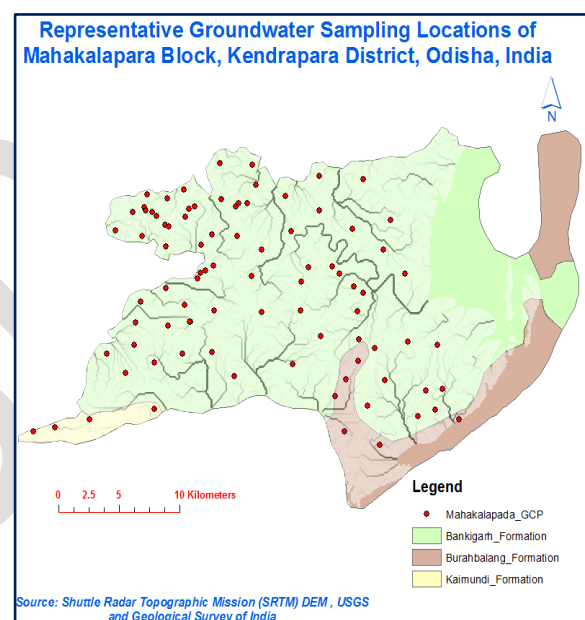 Representative Groundwater Sampling Locations of
Mahakalapara Block, Kendrapara District, Odisha, India
N
0 2.5 5 10 Kilometers
Legend
Mahakalapada_GCP
Bankigarh_Formation
Burahbalang_Formation
Kaimundi_Formation
Source: Shuttle Radar Topographic Mission (SRTM) DEM , USGS
and Geological Survey of India